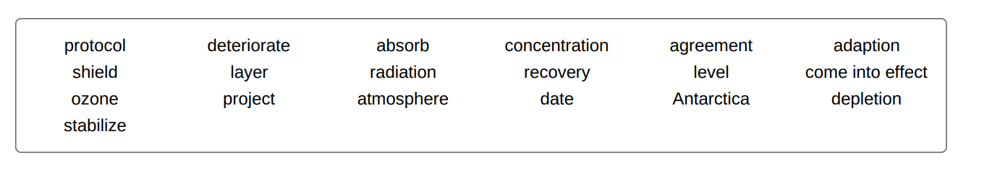 protocol deteriorate absorb concentration agreement adaption
shield layer radiation recovery level come into effect
ozone project atmosphere date Antarctica depletion
stabilize